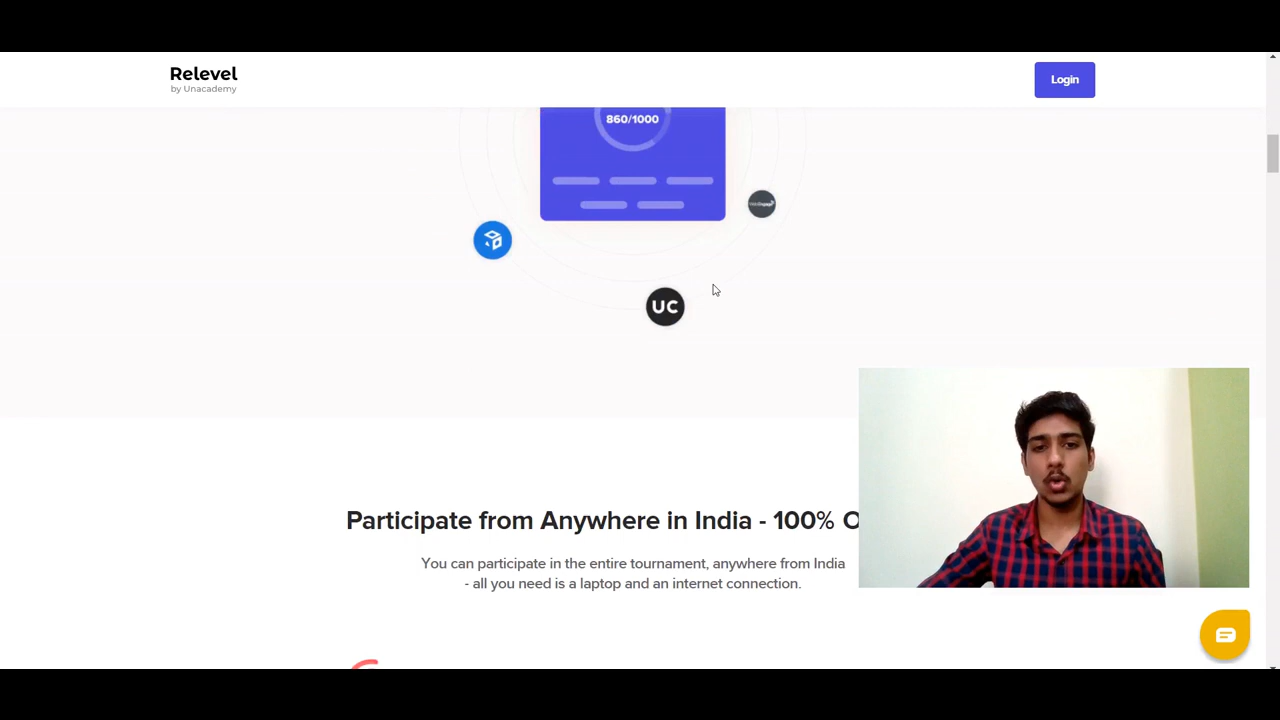 Relevel
by Unacademy
Login
860/1000
UC
Participate from Anywhere in India - 100% O
You can participate in the entire tournament, anywhere from India
- all you need is a laptop and an internet connection.